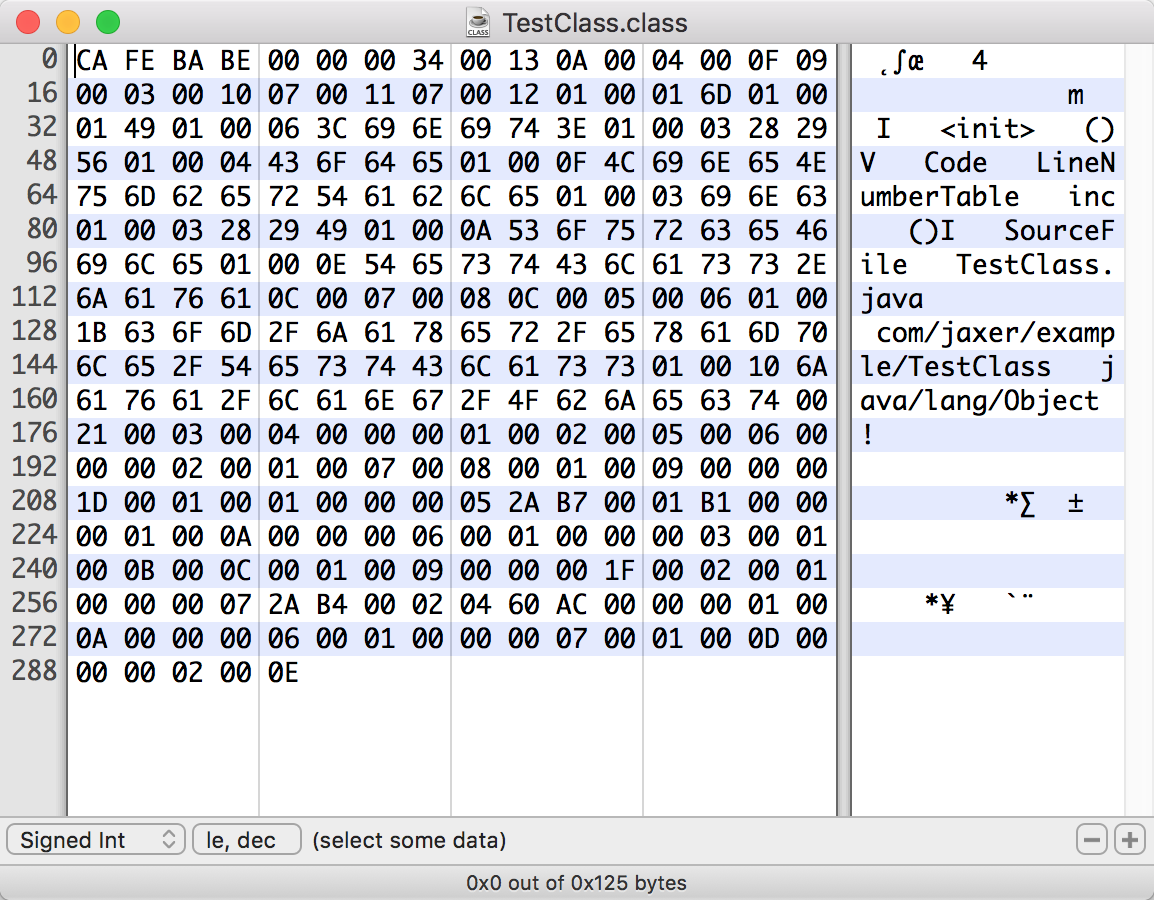 CLASS TestClass.class
0 CA FE BA BE 00 00 00 34 00 13 0A 00 04 00 0F 09 ˛∫æ 4
16 00 03 00 10 07 00 11 07 00 12 01 00 01 6D 01 00 m
32 01 49 01 00 06 3C 69 6E 69 74 3E 01 00 03 28 29 I <init> ()
48 56 01 00 04 43 6F 64 65 01 00 0F 4C 69 6E 65 4E V Code LineN
64 75 6D 62 65 72 54 61 62 6C 65 01 00 03 69 6E 63 umberTable inc
80 01 00 03 28 29 49 01 00 0A 53 6F 75 72 63 65 46 ()I SourceF
96 69 6C 65 01 00 0E 54 65 73 74 43 6C 61 73 73 2E ile TestClass.
112 6A 61 76 61 0C 00 07 00 08 0C 00 05 00 06 01 00 java
128 1B 63 6F 6D 2F 6A 61 78 65 72 2F 65 78 61 6D 70 com/jaxer/examp
144 6C 65 2F 54 65 73 74 43 6C 61 73 73 01 00 10 6A le/TestClass j
160 61 76 61 2F 6C 61 6E 67 2F 4F 62 6A 65 63 74 00 ava/lang/Object
176 21 00 03 00 04 00 00 00 01 00 02 00 05 00 06 00 !
192 00 00 02 00 01 00 07 00 08 00 01 00 09 00 00 00
208 1D 00 01 00 01 00 00 00 05 2A B7 00 01 B1 00 00 *∑ ±
224 00 01 00 0A 00 00 00 06 00 01 00 00 00 03 00 01
240 00 0B 00 0C 00 01 00 09 00 00 00 1F 00 02 00 01
256 00 00 00 07 2A B4 00 02 04 60 AC 00 00 00 01 00 *¥ `¨
272 0A 00 00 00 06 00 01 00 00 00 07 00 01 00 0D 00
288 00 00 02 00 0E
Signed Int le, dec (select some data)
0x0 out of 0x125 bytes